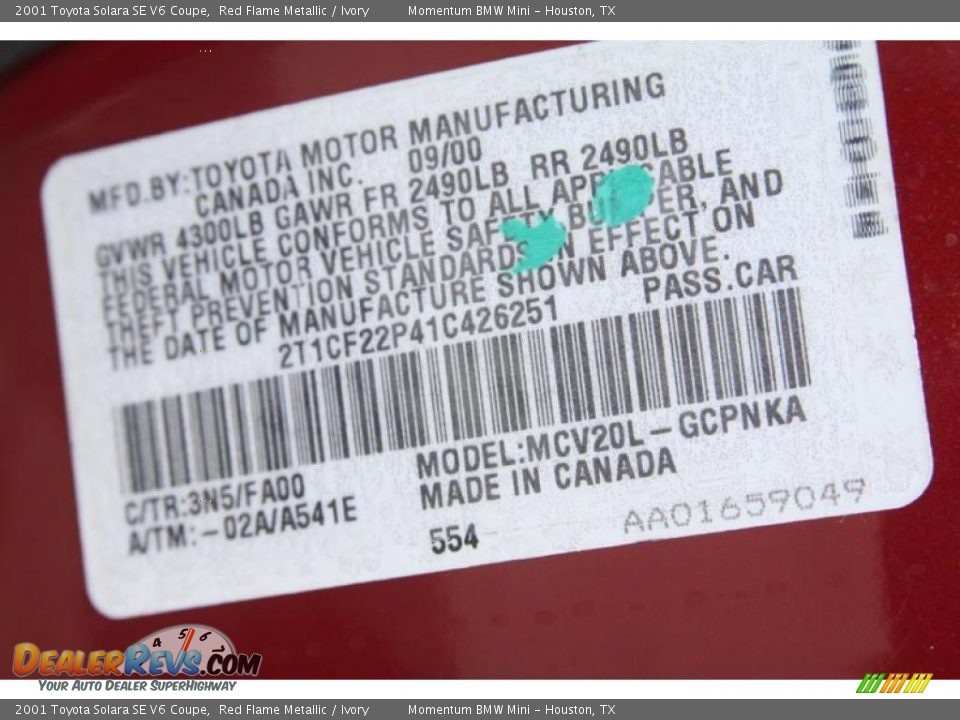 2001 Toyota Solara SE V6 Coupe, Red Flame Metallic / Ivory Momentum BMW Mini - Houston, TX
MFD.BY:TOYOTA MOTOR MANUFACTURING
CANADA INC. 09/00
GVWR 4300LB GAWR FR 2490LB RR 2490LB
THIS VEHICLE CONFORMS TO ALL APPLICABLE
FEDERAL MOTOR VEHICLE SAFETY, BUMPER, AND
THEFT PREVENTION STANDARDS IN EFFECT ON
THE DATE OF MANUFACTURE SHOWN ABOVE.
2T1CF22P41C426251 PASS.CAR
C/TR:3N5/FA00 MODEL:MCV20L-GCPNKA
A/TM:-02A/A541E MADE IN CANADA
554 AA01659049
4 5 6
DEALERREVS.COM
YOUR AUTO DEALER SUPERHIGHWAY
2001 Toyota Solara SE V6 Coupe, Red Flame Metallic / Ivory Momentum BMW Mini - Houston, TX